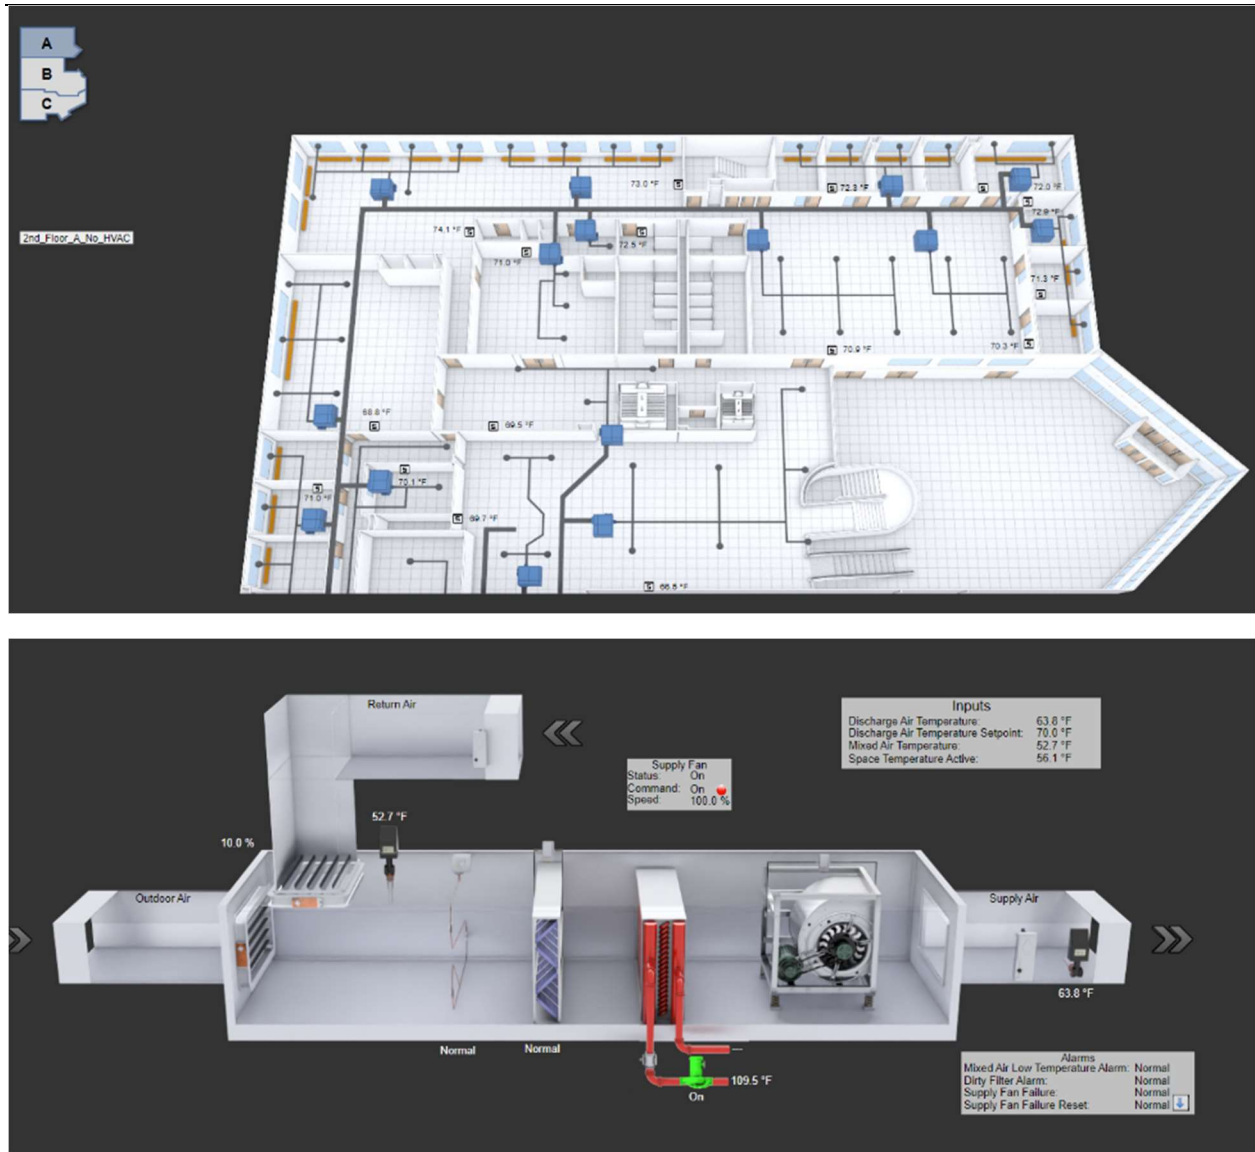 A
B
C
2nd_Floor_A_No_HVAC
73.0 °F
72.3 °F
72.0 °F
72.9 °F
74.1 °F
72.5 °F
71.0 °F
71.3 °F
70.9 °F
70.3 °F
68.8 °F
69.5 °F
70.1 °F
71.0 °F
69.7 °F
66.8 °F
Return Air
Inputs
Discharge Air Temperature: 63.8 °F
Discharge Air Temperature Setpoint: 70.0 °F
Mixed Air Temperature: 52.7 °F
Space Temperature Active: 56.1 °F
Supply Fan
Status: On
Command: On
Speed: 100.0 %
52.7 °F
10.0 %
Outdoor Air
Supply Air
63.8 °F
Normal
Normal
109.5 °F
On
Alarms
Mixed Air Low Temperature Alarm: Normal
Dirty Filter Alarm: Normal
Supply Fan Failure: Normal
Supply Fan Failure Reset: Normal